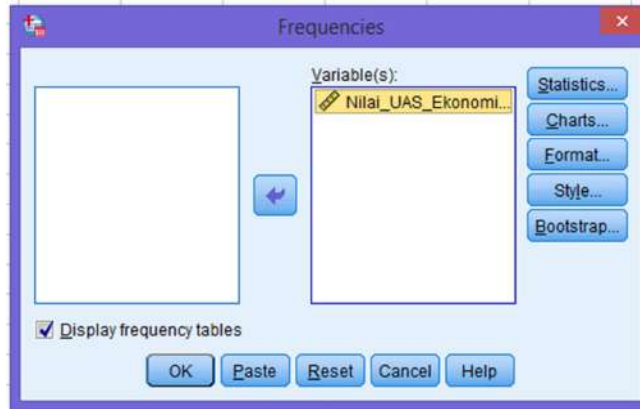 Frequencies
Variable(s):
Nilai_UAS_Ekonomi...
Statistics...
Charts...
Format...
Style...
Bootstrap...
Display frequency tables
OK
Paste
Reset
Cancel
Help